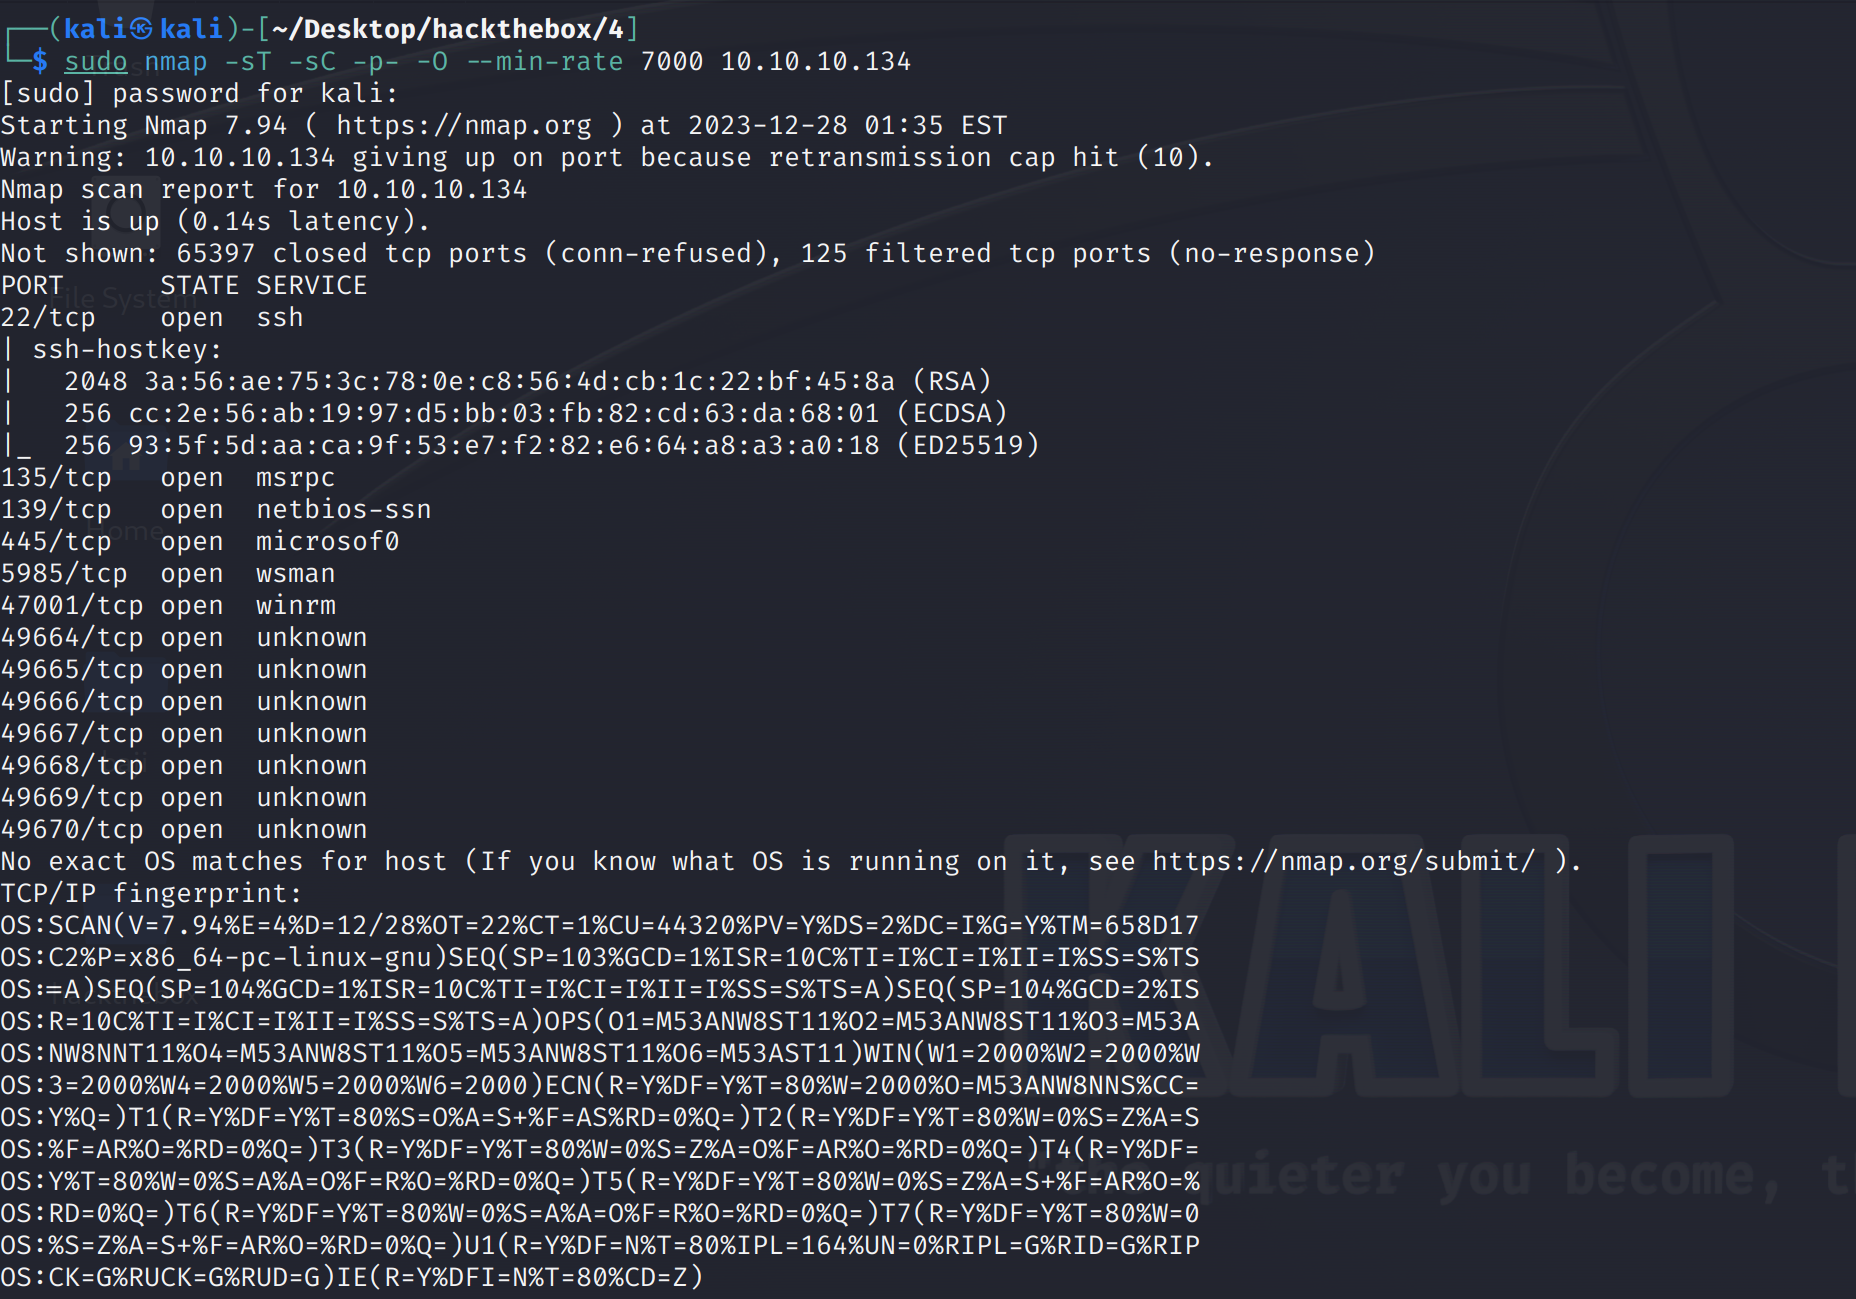 ┌──(kali㉿kali)-[~/Desktop/hackthebox/4]
└─$ sudo nmap -sT -sC -p- -O --min-rate 7000 10.10.10.134
[sudo] password for kali:
Starting Nmap 7.94 ( https://nmap.org ) at 2023-12-28 01:35 EST
Warning: 10.10.10.134 giving up on port because retransmission cap hit (10).
Nmap scan report for 10.10.10.134
Host is up (0.14s latency).
Not shown: 65397 closed tcp ports (conn-refused), 125 filtered tcp ports (no-response)
PORT      STATE SERVICE
File System
22/tcp    open  ssh
| ssh-hostkey:
|   2048 3a:56:ae:75:3c:78:0e:c8:56:4d:cb:1c:22:bf:45:8a (RSA)
|   256 cc:2e:56:ab:19:97:d5:bb:03:fb:82:cd:63:da:68:01 (ECDSA)
|_  256 93:5f:5d:aa:ca:9f:53:e7:f2:82:e6:64:a8:a3:a0:18 (ED25519)
135/tcp   open  msrpc
139/tcp   open  netbios-ssn
Home
445/tcp   open  microsof0
5985/tcp  open  wsman
47001/tcp open  winrm
49664/tcp open  unknown
49665/tcp open  unknown
49666/tcp open  unknown
49667/tcp open  unknown
49668/tcp open  unknown
49669/tcp open  unknown
49670/tcp open  unknown
No exact OS matches for host (If you know what OS is running on it, see https://nmap.org/submit/ ).
TCP/IP fingerprint:
OS:SCAN(V=7.94%E=4%D=12/28%OT=22%CT=1%CU=44320%PV=Y%DS=2%DC=I%G=Y%TM=658D17
OS:C2%P=x86_64-pc-linux-gnu)SEQ(SP=103%GCD=1%ISR=10C%TI=I%CI=I%II=I%SS=S%TS
OS:=A)SEQ(SP=104%GCD=1%ISR=10C%TI=I%CI=I%II=I%SS=S%TS=A)SEQ(SP=104%GCD=2%IS
OS:R=10C%TI=I%CI=I%II=I%SS=S%TS=A)OPS(O1=M53ANW8ST11%O2=M53ANW8ST11%O3=M53A
OS:NW8NNT11%O4=M53ANW8ST11%O5=M53ANW8ST11%O6=M53AST11)WIN(W1=2000%W2=2000%W
OS:3=2000%W4=2000%W5=2000%W6=2000)ECN(R=Y%DF=Y%T=80%W=2000%O=M53ANW8NNS%CC=
OS:Y%Q=)T1(R=Y%DF=Y%T=80%S=O%A=S+%F=AS%RD=0%Q=)T2(R=Y%DF=Y%T=80%W=0%S=Z%A=S
OS:%F=AR%O=%RD=0%Q=)T3(R=Y%DF=Y%T=80%W=0%S=Z%A=O%F=AR%O=%RD=0%Q=)T4(R=Y%DF=
OS:Y%T=80%W=0%S=A%A=O%F=R%O=%RD=0%Q=)T5(R=Y%DF=Y%T=80%W=0%S=Z%A=S+%F=AR%O=%
OS:RD=0%Q=)T6(R=Y%DF=Y%T=80%W=0%S=A%A=O%F=R%O=%RD=0%Q=)T7(R=Y%DF=Y%T=80%W=0
OS:%S=Z%A=S+%F=AR%O=%RD=0%Q=)U1(R=Y%DF=N%T=80%IPL=164%UN=0%RIPL=G%RID=G%RIP
OS:CK=G%RUCK=G%RUD=G)IE(R=Y%DFI=N%T=80%CD=Z)
KALI
"the quieter you become, t